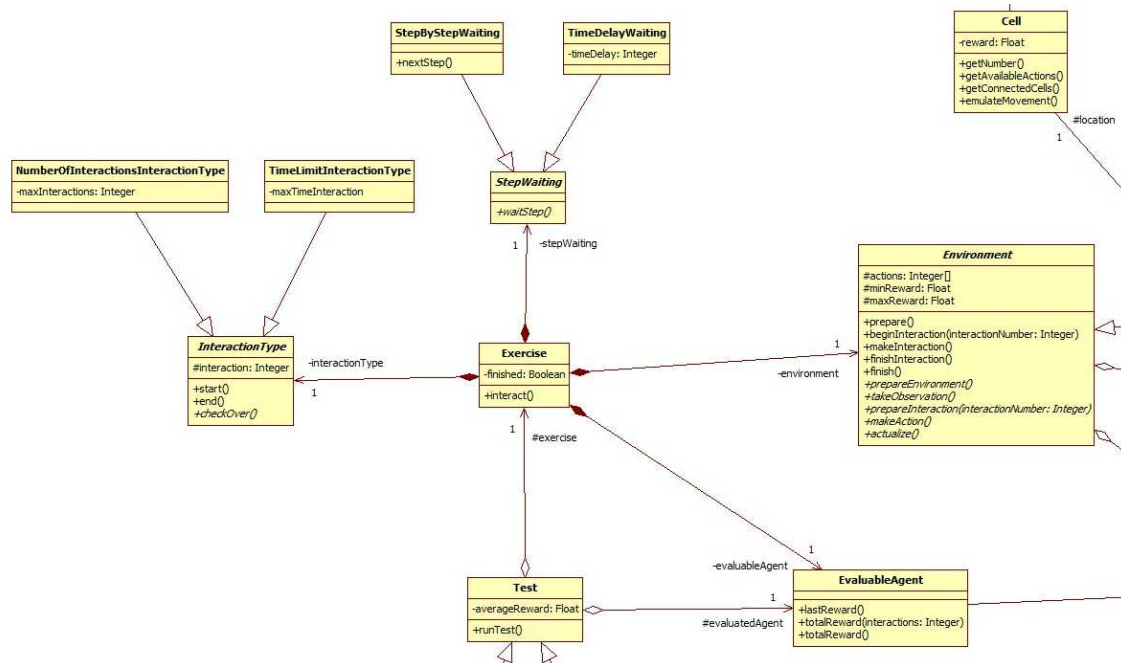 StepByStepWaiting
+nextStep()
TimeDelayWaiting
-timeDelay: Integer
Cell
-reward: Float
+getNumber()
+getAvailableActions()
+getConnectedCells()
+emulateMovement()
#location
1
NumberOfInteractionsInteractionType
-maxInteractions: Integer
TimeLimitInteractionType
-maxTimeInteraction
StepWaiting
+waitStep()
1
-stepWaiting
Environment
#actions: Integer[]
#minReward: Float
#maxReward: Float
+prepare()
+beginInteraction(interactionNumber: Integer)
+makeInteraction()
+finishInteraction()
+finish()
+prepareEnvironment()
+takeObservation()
+prepareInteraction(interactionNumber: Integer)
+makeAction()
+actualize()
InteractionType
#interaction: Integer
+start()
+end()
+checkOver()
-interactionType
1
Exercise
-finished: Boolean
+interact()
1
-environment
1
#exercise
1
-evaluableAgent
Test
-averageReward: Float
+runTest()
1
#evaluatedAgent
EvaluableAgent
+lastReward()
+totalReward(interactions: Integer)
+totalReward()